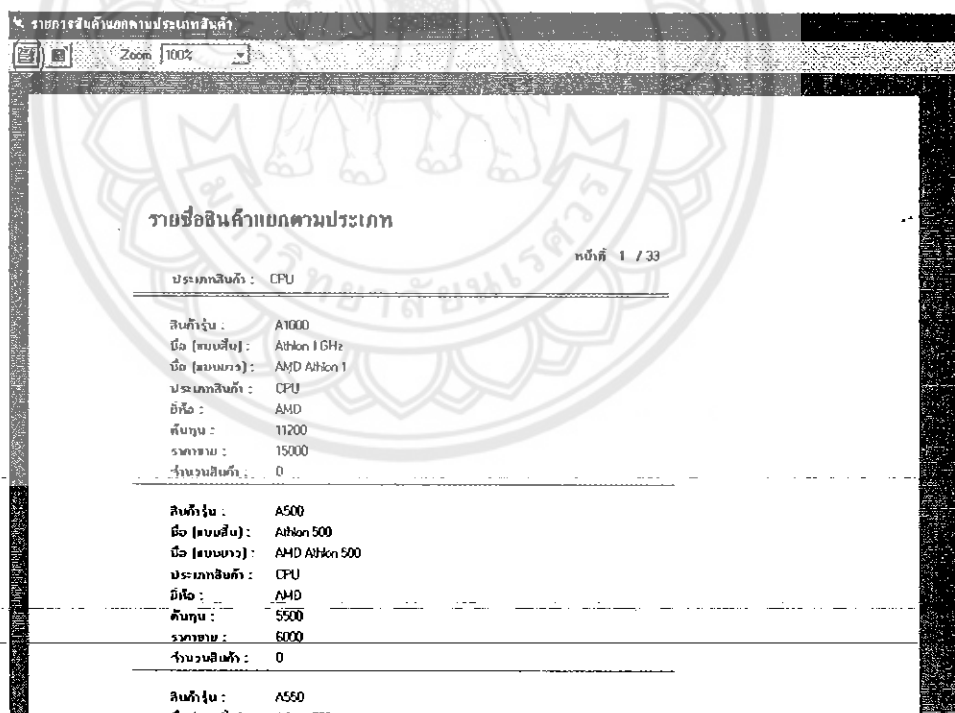 รายการสินค้าแยกตามประเภทสินค้า
Zoom 100%
รายชื่อสินค้าแยกตามประเภท
หน้าที่ 1 / 33
ประเภทสินค้า : CPU
สินค้ารุ่น : A1000
ชื่อ (แบบสั้น) : Athlon 1 GHz
ชื่อ (แบบยาว) : AMD Athlon 1
ประเภทสินค้า : CPU
ยี่ห้อ : AMD
ต้นทุน : 11200
ราคาขาย : 15000
จำนวนสินค้า : 0
สินค้ารุ่น : A500
ชื่อ (แบบสั้น) : Athlon 500
ชื่อ (แบบยาว) : AMD Athlon 500
ประเภทสินค้า : CPU
ยี่ห้อ : AMD
ต้นทุน : 5500
ราคาขาย : 6000
จำนวนสินค้า : 0
สินค้ารุ่น : A550